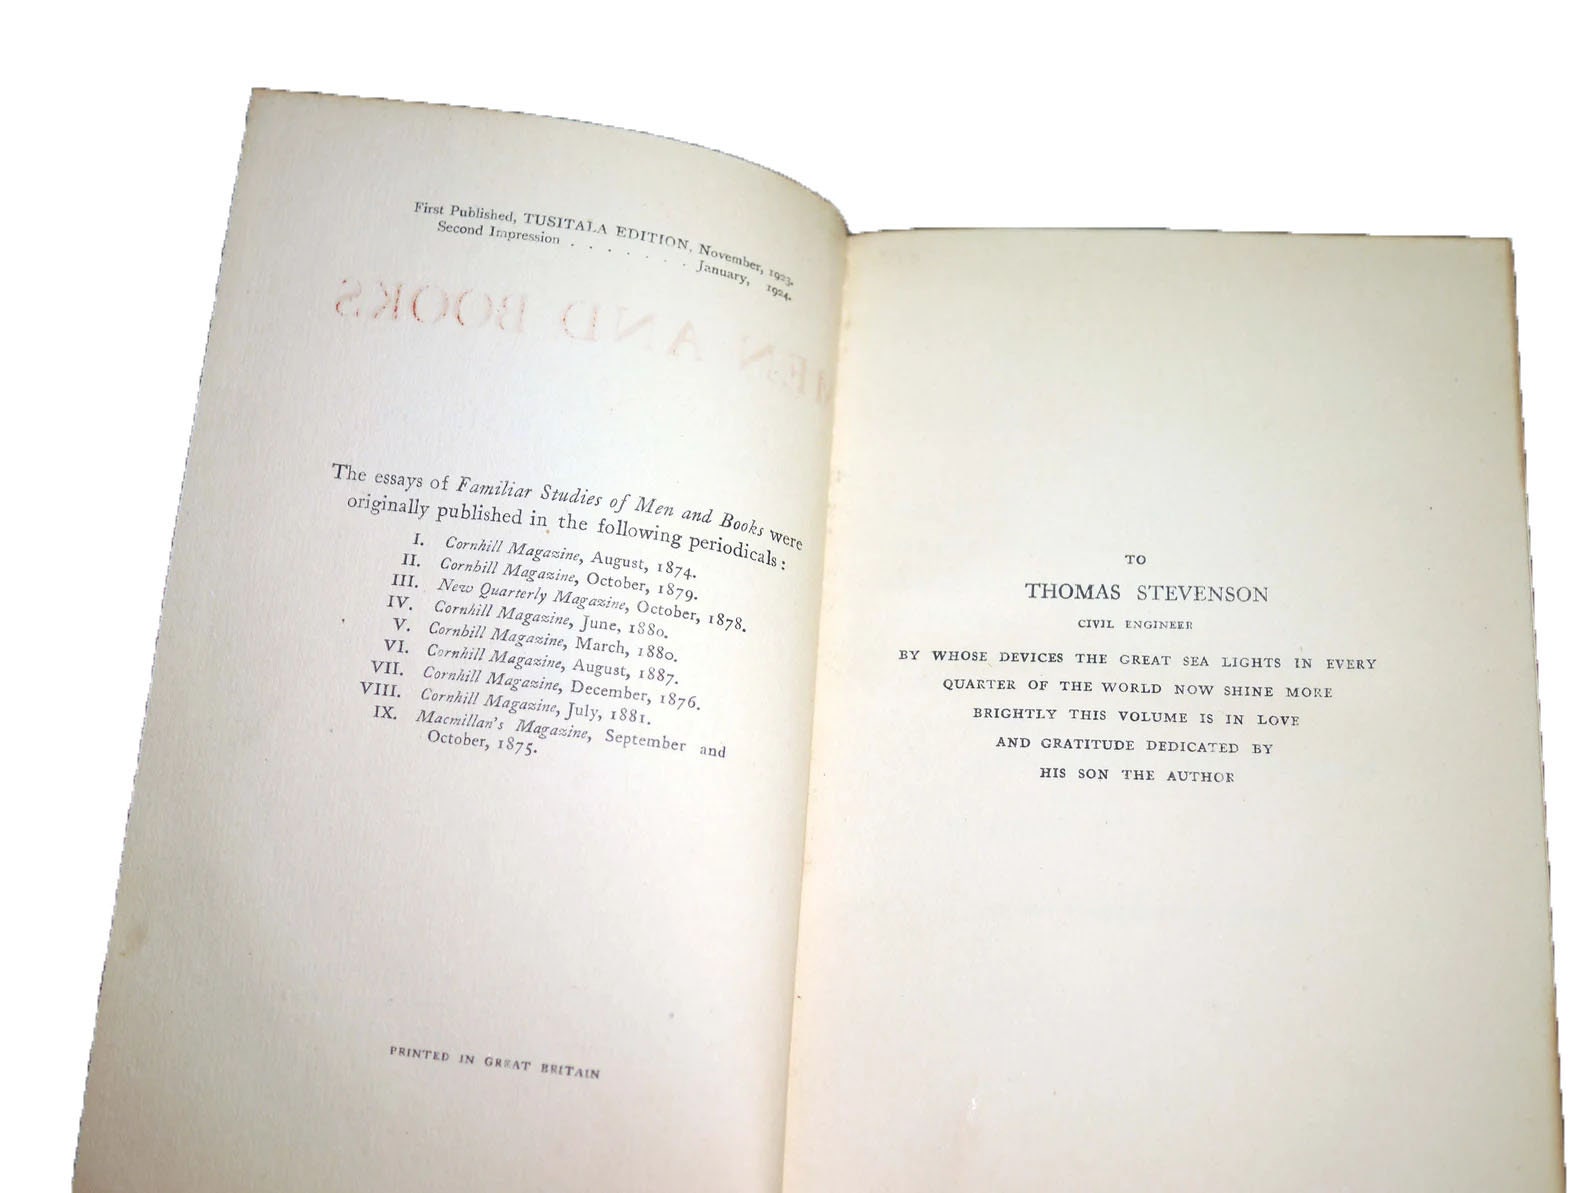 First Published, TUSITALA EDITION, November, 1923.
Second Impression . . . . . . . January, 1924.
MEN AND BOOKS
The essays of Familiar Studies of Men and Books were
originally published in the following periodicals:
I. Cornhill Magazine, August, 1874.
II. Cornhill Magazine, October, 1879.
III. New Quarterly Magazine, October, 1878.
IV. Cornhill Magazine, June, 1880.
V. Cornhill Magazine, March, 1880.
VI. Cornhill Magazine, August, 1887.
VII. Cornhill Magazine, December, 1876.
VIII. Cornhill Magazine, July, 1881.
IX. Macmillan's Magazine, September and
October, 1875.
PRINTED IN GREAT BRITAIN
TO
THOMAS STEVENSON
CIVIL ENGINEER
BY WHOSE DEVICES THE GREAT SEA LIGHTS IN EVERY
QUARTER OF THE WORLD NOW SHINE MORE
BRIGHTLY THIS VOLUME IS IN LOVE
AND GRATITUDE DEDICATED BY
HIS SON THE AUTHOR